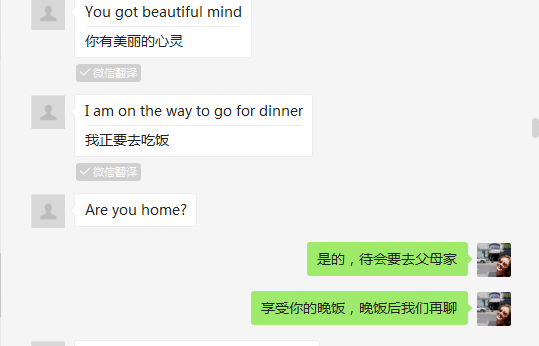 You got beautiful mind
你有美丽的心灵
微信翻译
I am on the way to go for dinner
我正要去吃饭
微信翻译
Are you home?
是的，待会要去父母家
享受你的晚饭，晚饭后我们再聊